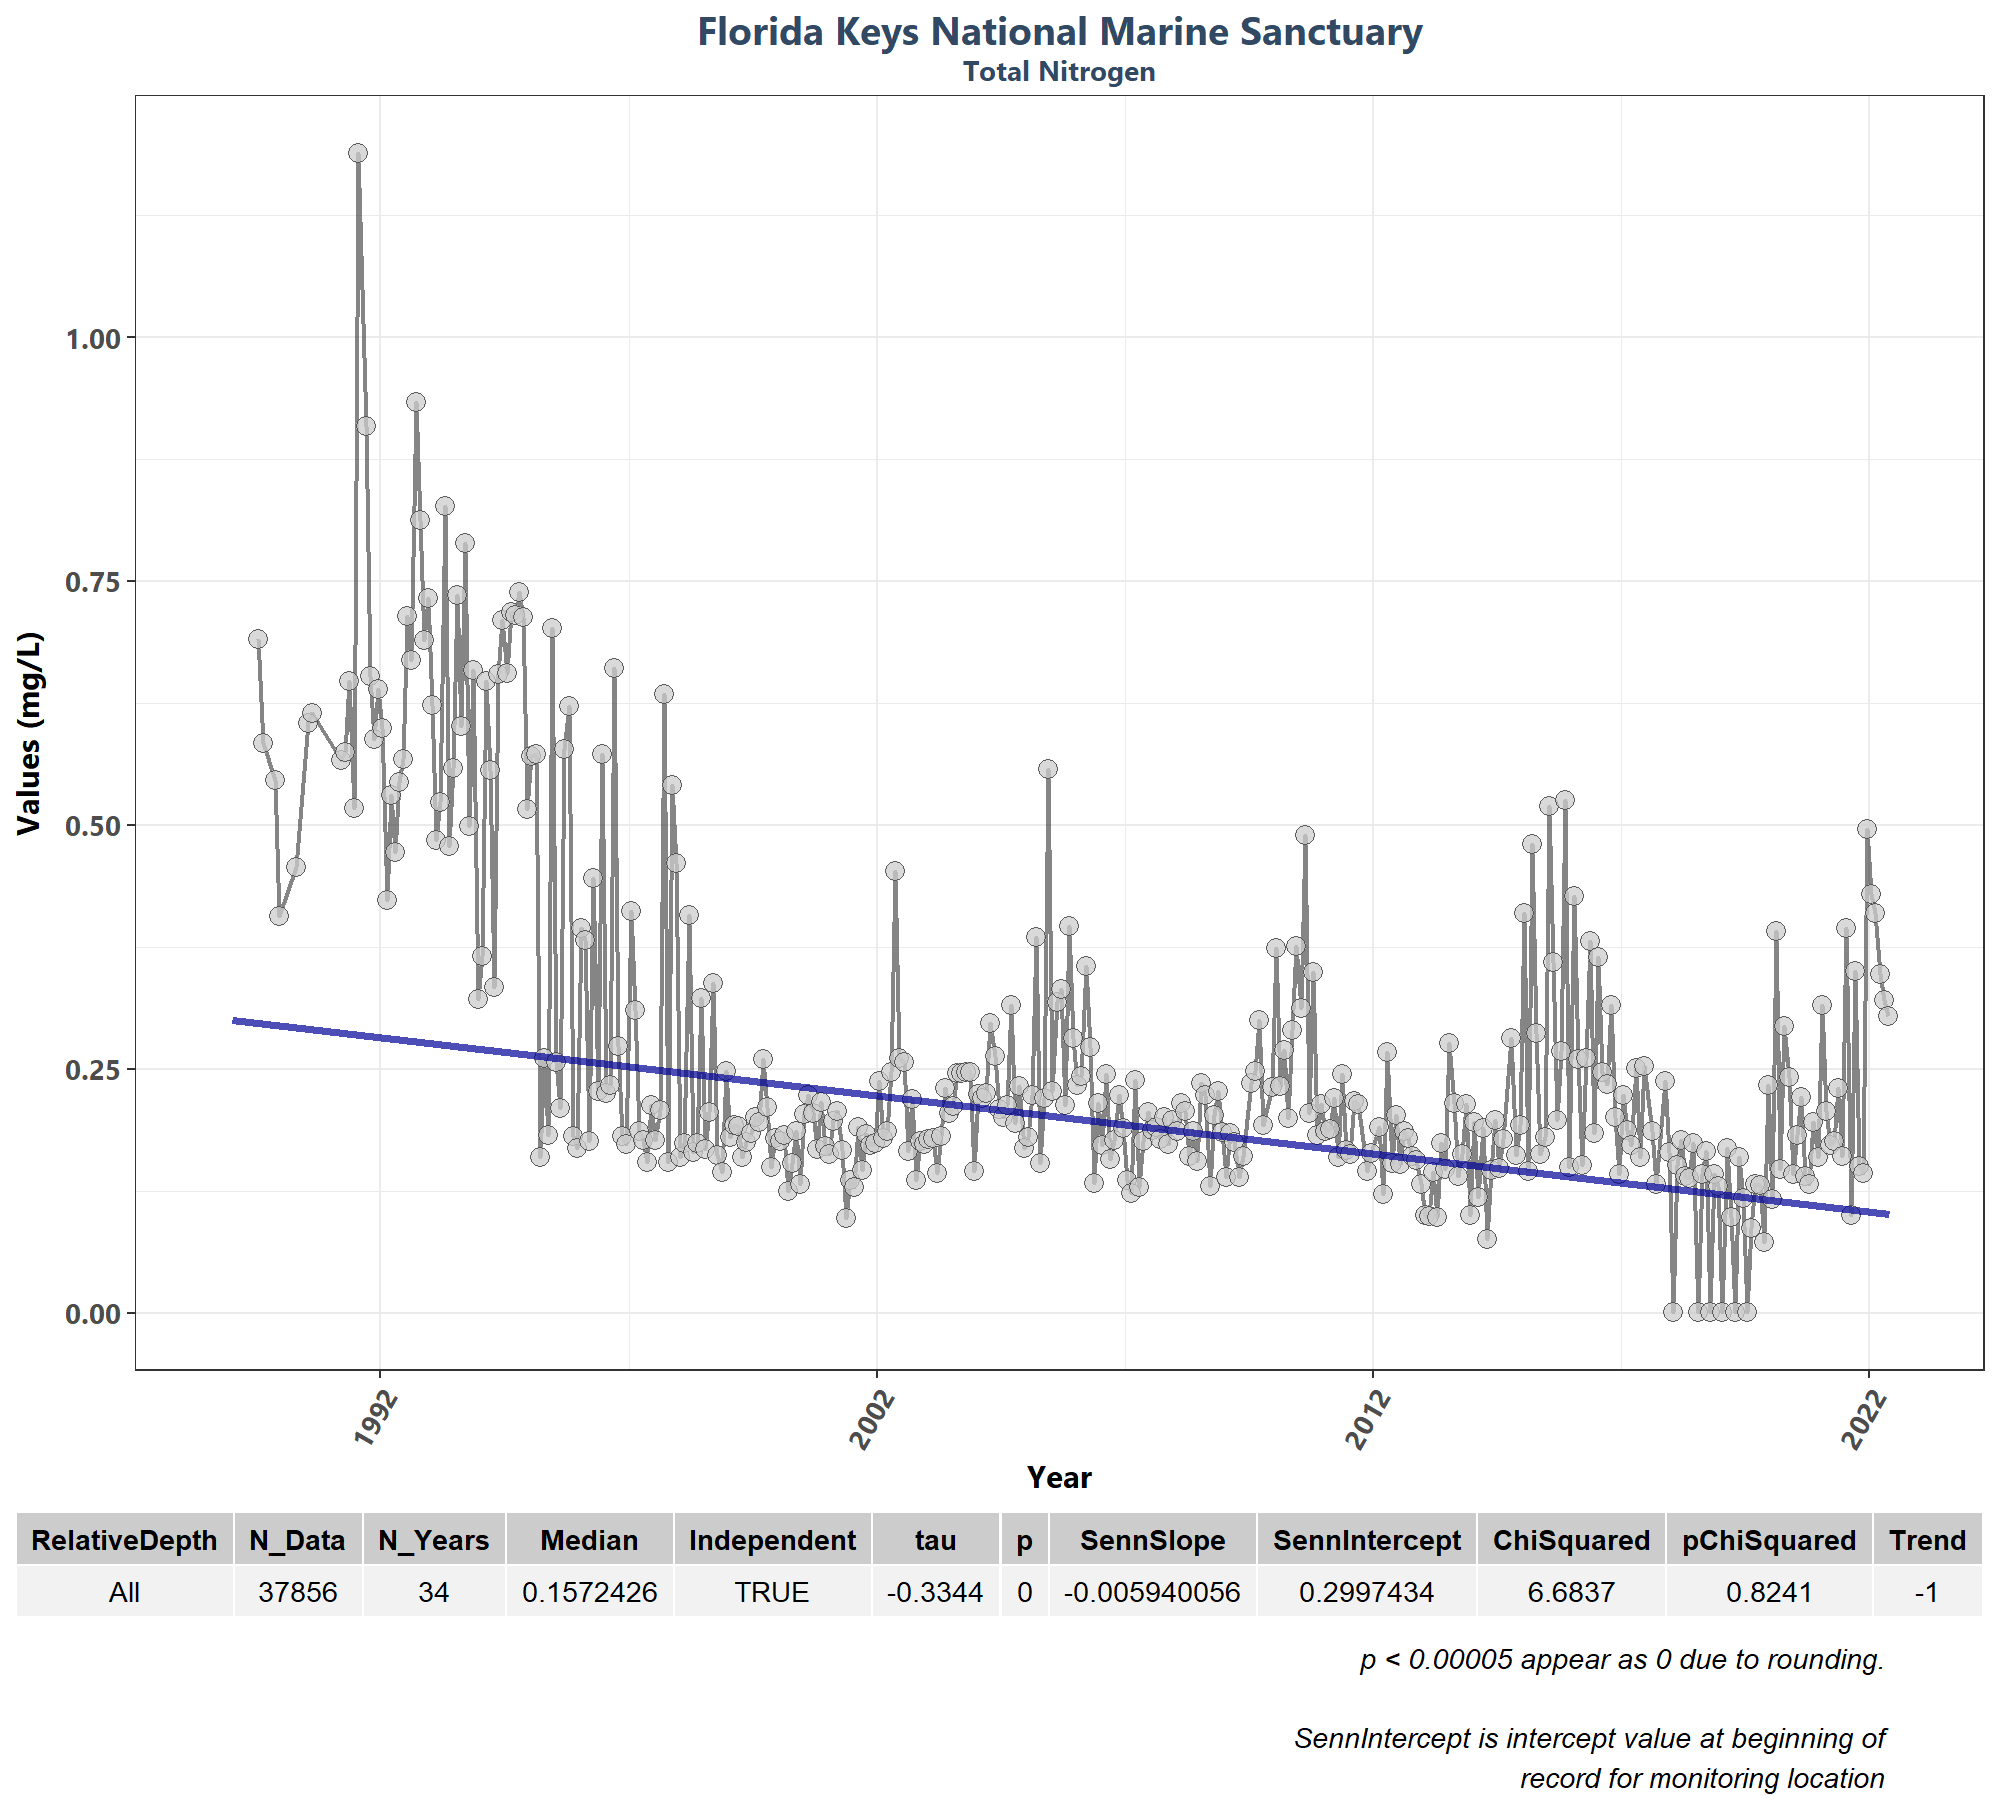 Florida Keys National Marine Sanctuary
Total Nitrogen
Values (mg/L)
1.00
0.75
0.50
0.25
0.00
1992 2002 2012 2022
Year
RelativeDepth N_Data N_Years Median Independent tau p SennSlope SennIntercept ChiSquared pChiSquared Trend
All 37856 34 0.1572426 TRUE -0.3344 0 -0.005940056 0.2997434 6.6837 0.8241 -1
p < 0.00005 appear as 0 due to rounding.
SennIntercept is intercept value at beginning of
record for monitoring location